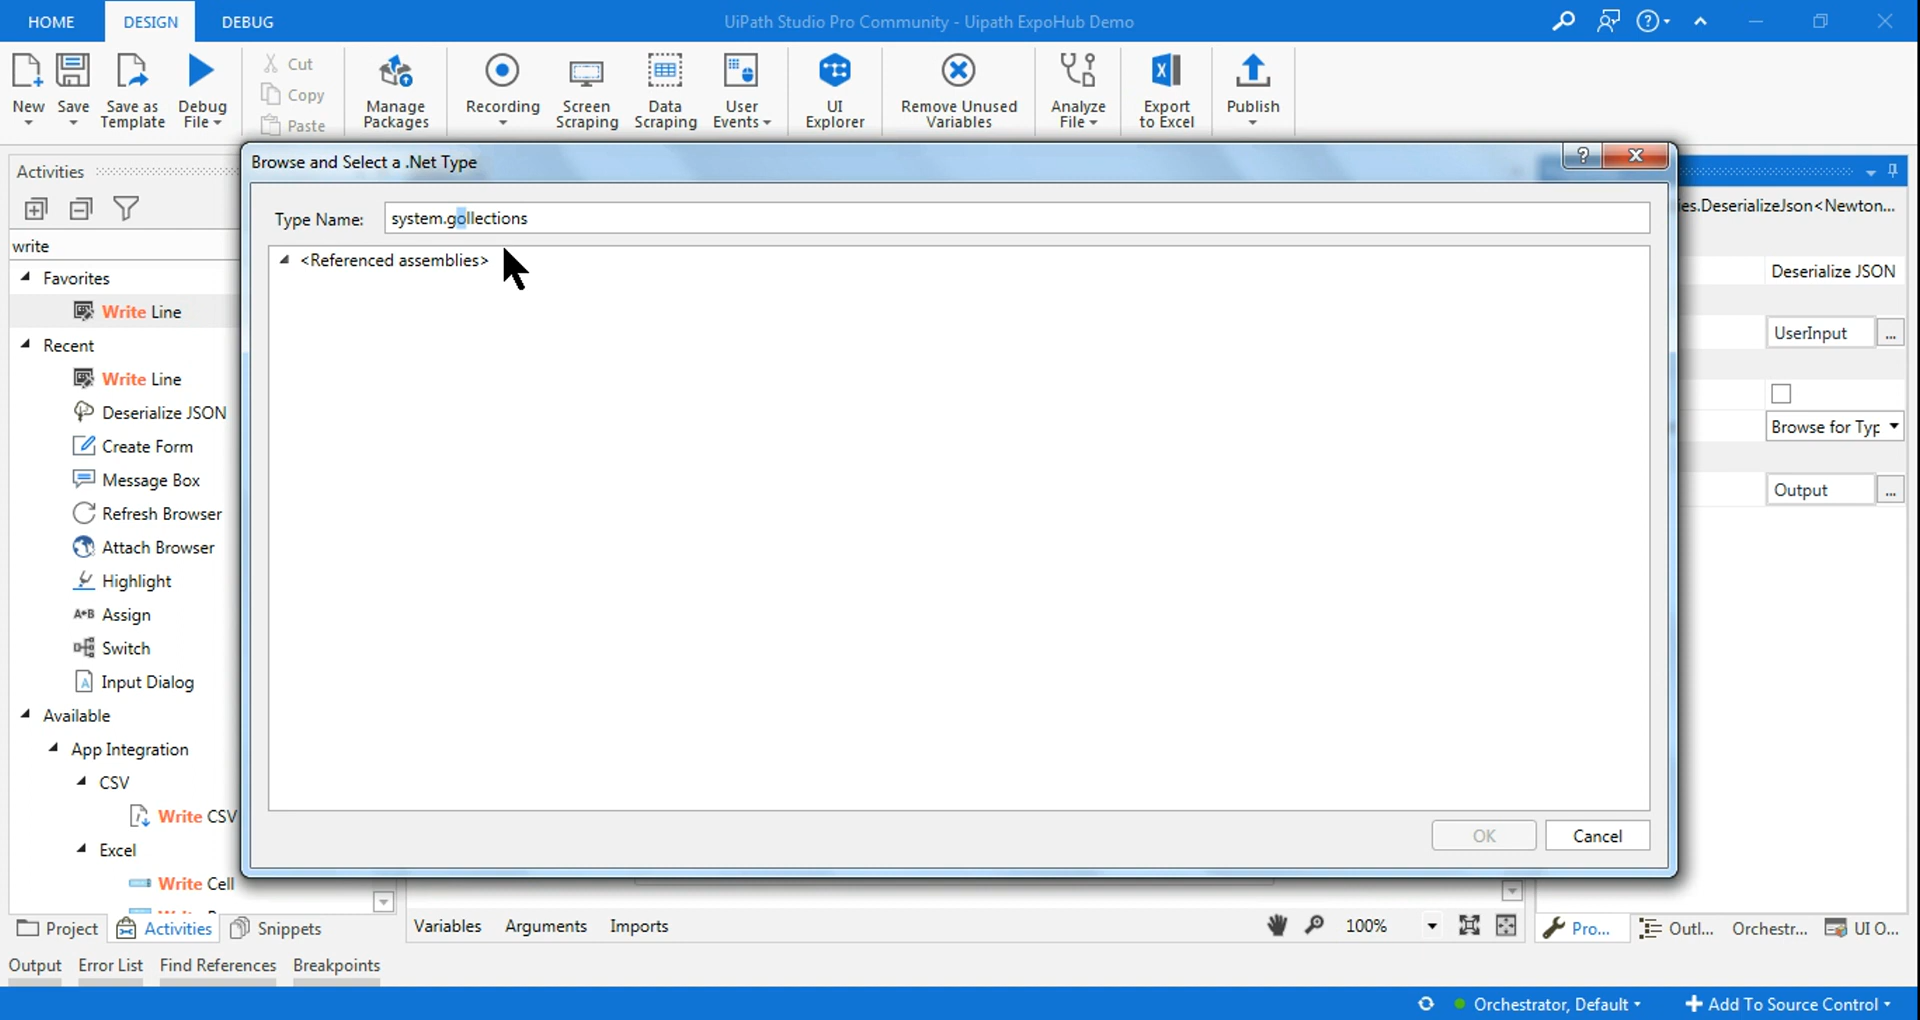 HOME DESIGN DEBUG UiPath Studio Pro Community - Uipath ExpoHub Demo
New Save Save as Template Debug File Cut Copy Paste Manage Packages Recording Screen Scraping Data Scraping User Events UI Explorer Remove Unused Variables Analyze File Export to Excel Publish
Activities
Browse and Select a .Net Type
write
Type Name: system.gollections
<Referenced assemblies>
Favorites
Write Line
Recent
Write Line
Deserialize JSON
Create Form
Message Box
Refresh Browser
Attach Browser
Highlight
Assign
Switch
Input Dialog
Available
App Integration
CSV
Write CSV
Excel
Write Cell
OK Cancel
es.DeserializeJson<Newton...
Deserialize JSON
UserInput ...
Browse for Typ
Output ...
Project Activities Snippets
Variables Arguments Imports 100%
Pro... Outl... Orchestr... UI O...
Output Error List Find References Breakpoints
Orchestrator, Default Add To Source Control